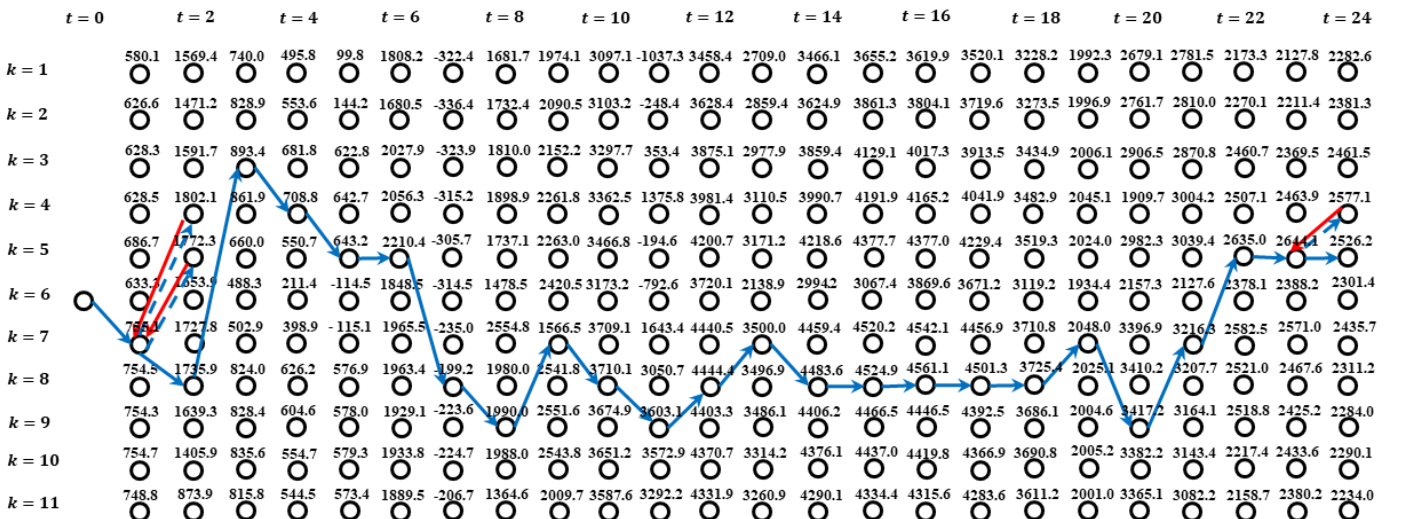 t = 0 t = 2 t = 4 t = 6 t = 8 t = 10 t = 12 t = 14 t = 16 t = 18 t = 20 t = 22 t = 24
580.1 1569.4 740.0 495.8 99.8 1808.2 -322.4 1681.7 1974.1 3097.1 -1037.3 3458.4 2709.0 3466.1 3655.2 3619.9 3520.1 3228.2 1992.3 2679.1 2781.5 2173.3 2127.8 2282.6
k = 1
626.6 1471.2 828.9 553.6 144.2 1680.5 -336.4 1732.4 2090.5 3103.2 -248.4 3628.4 2859.4 3624.9 3861.3 3804.1 3719.6 3273.5 1996.9 2761.7 2810.0 2270.1 2211.4 2381.3
k = 2
628.3 1591.7 893.4 681.8 622.8 2027.9 -323.9 1810.0 2152.2 3297.7 353.4 3875.1 2977.9 3859.4 4129.1 4017.3 3913.5 3434.9 2006.1 2906.5 2870.8 2460.7 2369.5 2461.5
k = 3
628.5 1802.1 861.9 708.8 642.7 2056.3 -315.2 1898.9 2261.8 3362.5 1375.8 3981.4 3110.5 3990.7 4191.9 4165.2 4041.9 3482.9 2045.1 1909.7 3004.2 2507.1 2463.9 2577.1
k = 4
686.7 1772.3 660.0 550.7 643.2 2210.4 -305.7 1737.1 2263.0 3466.8 -194.6 4200.7 3171.2 4218.6 4377.7 4377.0 4229.4 3519.3 2024.0 2982.3 3039.4 2635.0 2644.1 2526.2
k = 5
633.3 1653.9 488.3 211.4 -114.5 1848.5 -314.5 1478.5 2420.5 3173.2 -792.6 3720.1 2138.9 2994.2 3067.4 3869.6 3671.2 3119.2 1934.4 2157.3 2127.6 2378.1 2388.2 2301.4
k = 6
1727.8 502.9 398.9 -115.1 1965.5 -235.0 2554.8 1566.5 3709.1 1643.4 4440.5 3500.0 4459.4 4520.2 4542.1 4456.9 3710.8 2048.0 3396.9 3216.3 2582.5 2571.0 2435.7
k = 7
754.5 1735.9 824.0 626.2 576.9 1963.4 -199.2 1980.0 2541.8 3710.1 3050.7 4444.4 3496.9 4483.6 4524.9 4561.1 4501.3 3725.4 2025.1 3410.2 3207.7 2521.0 2467.6 2311.2
k = 8
754.3 1639.3 828.4 604.6 578.0 1929.1 -223.6 1990.0 2551.6 3674.9 3603.1 4403.3 3486.1 4406.2 4466.5 4446.5 4392.5 3686.1 2004.6 3417.2 3164.1 2518.8 2425.2 2284.0
k = 9
754.7 1405.9 835.6 554.7 579.3 1933.8 -224.7 1988.0 2543.8 3651.2 3572.9 4370.7 3314.2 4376.1 4437.0 4419.8 4366.9 3690.8 2005.2 3382.2 3143.4 2217.4 2433.6 2290.1
k = 10
748.8 873.9 815.8 544.5 573.4 1889.5 -206.7 1364.6 2009.7 3587.6 3292.2 4331.9 3260.9 4290.1 4334.4 4315.6 4283.6 3611.2 2001.0 3365.1 3082.2 2158.7 2380.2 2234.0
k = 11